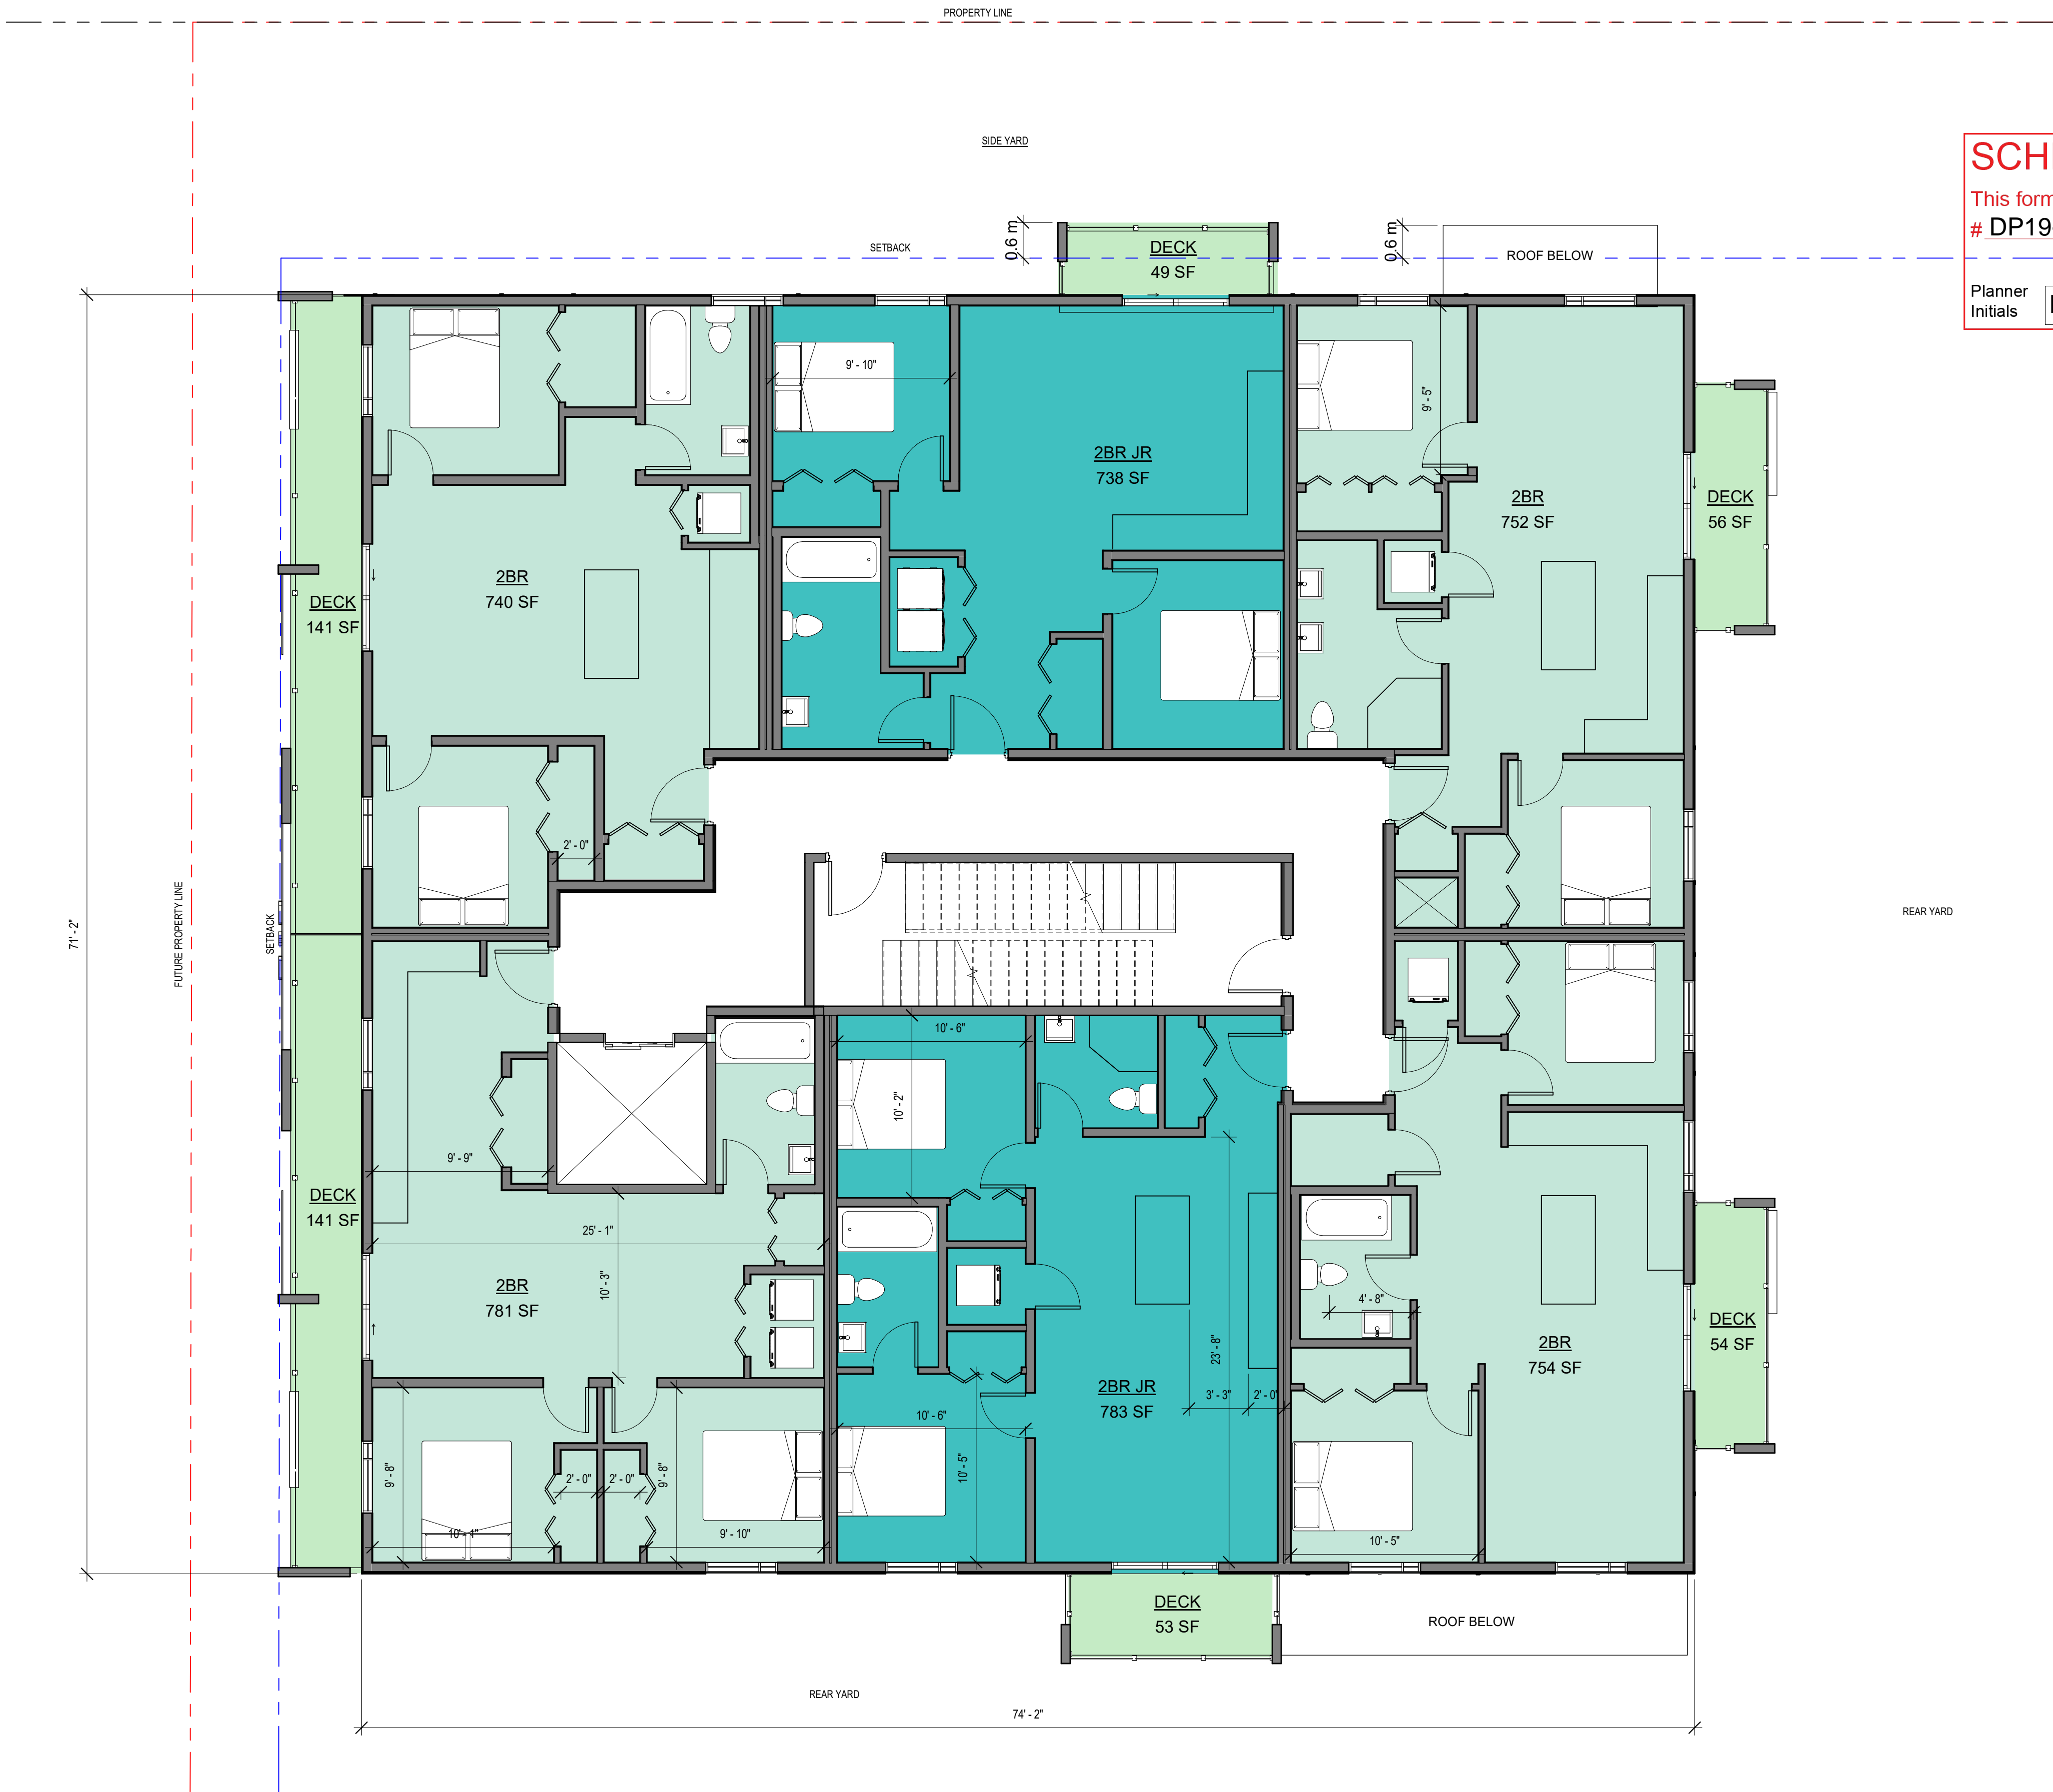 PROPERTY LINE
SIDE YARD
SCH
This form
# DP19
Planner
Initials
SETBACK
0.6 m
DECK
49 SF
0.6 m
ROOF BELOW
9' - 10"
9' - 5"
2BR JR
738 SF
2BR
752 SF
DECK
56 SF
2BR
740 SF
DECK
141 SF
2' - 0"
71' - 2"
FUTURE PROPERTY LINE
SETBACK
REAR YARD
10' - 6"
10' - 2"
9' - 9"
DECK
141 SF
25' - 1"
10' - 3"
2BR
781 SF
4' - 8"
23' - 8"
2BR
754 SF
DECK
54 SF
2BR JR
783 SF
3' - 3"
2' - 0"
10' - 6"
10' - 5"
9' - 8"
2' - 0"
2' - 0"
9' - 8"
10' - 1"
9' - 10"
10' - 5"
DECK
53 SF
ROOF BELOW
REAR YARD
74' - 2"